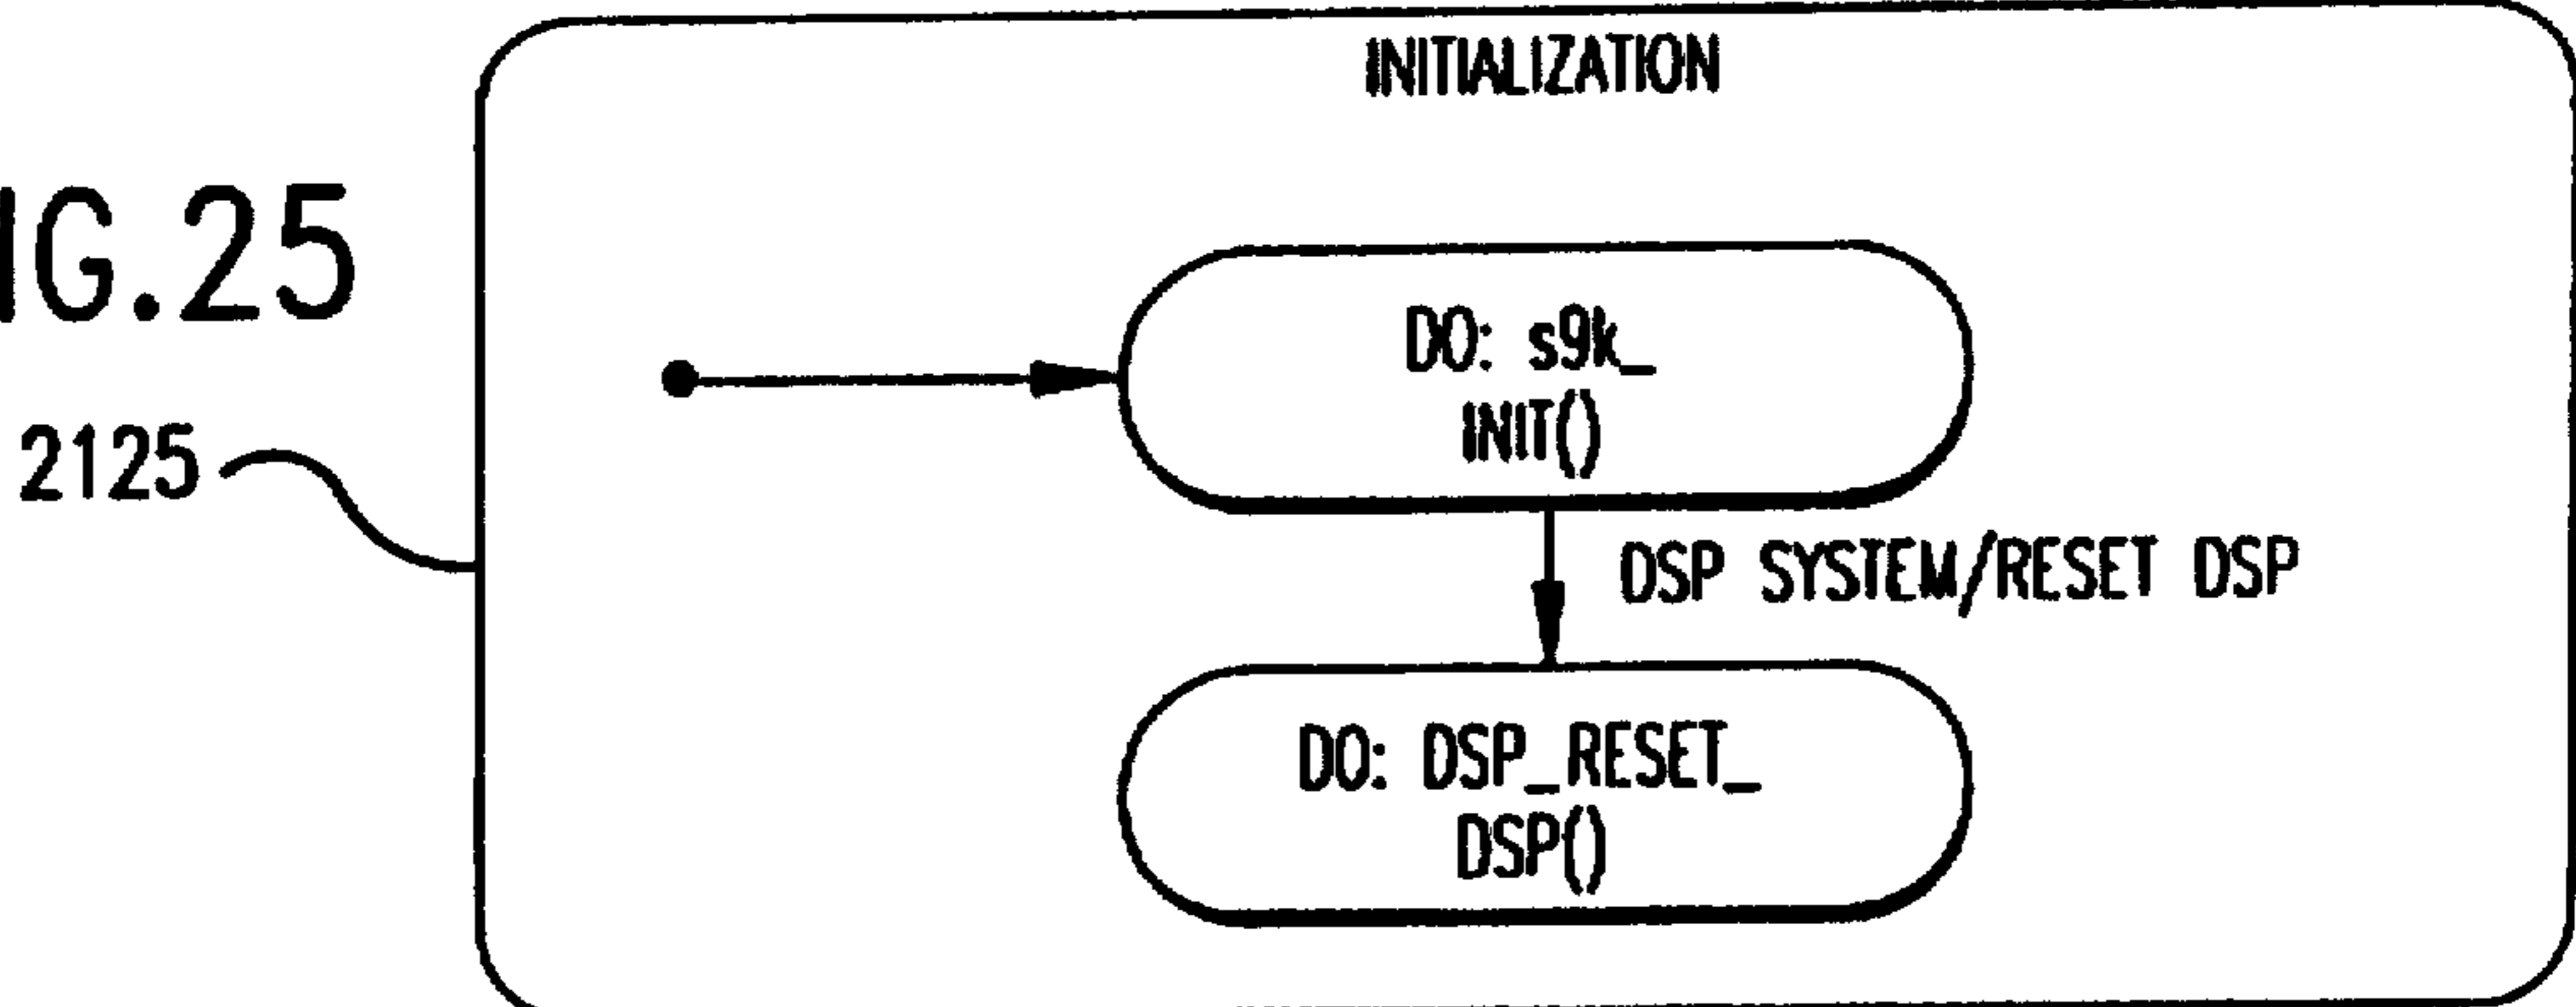 INITIALIZATION
IG.25
DO: s9k_
INIT()
2125
DSP SYSTEM/RESET DSP
DO: DSP_RESET_
DSP()